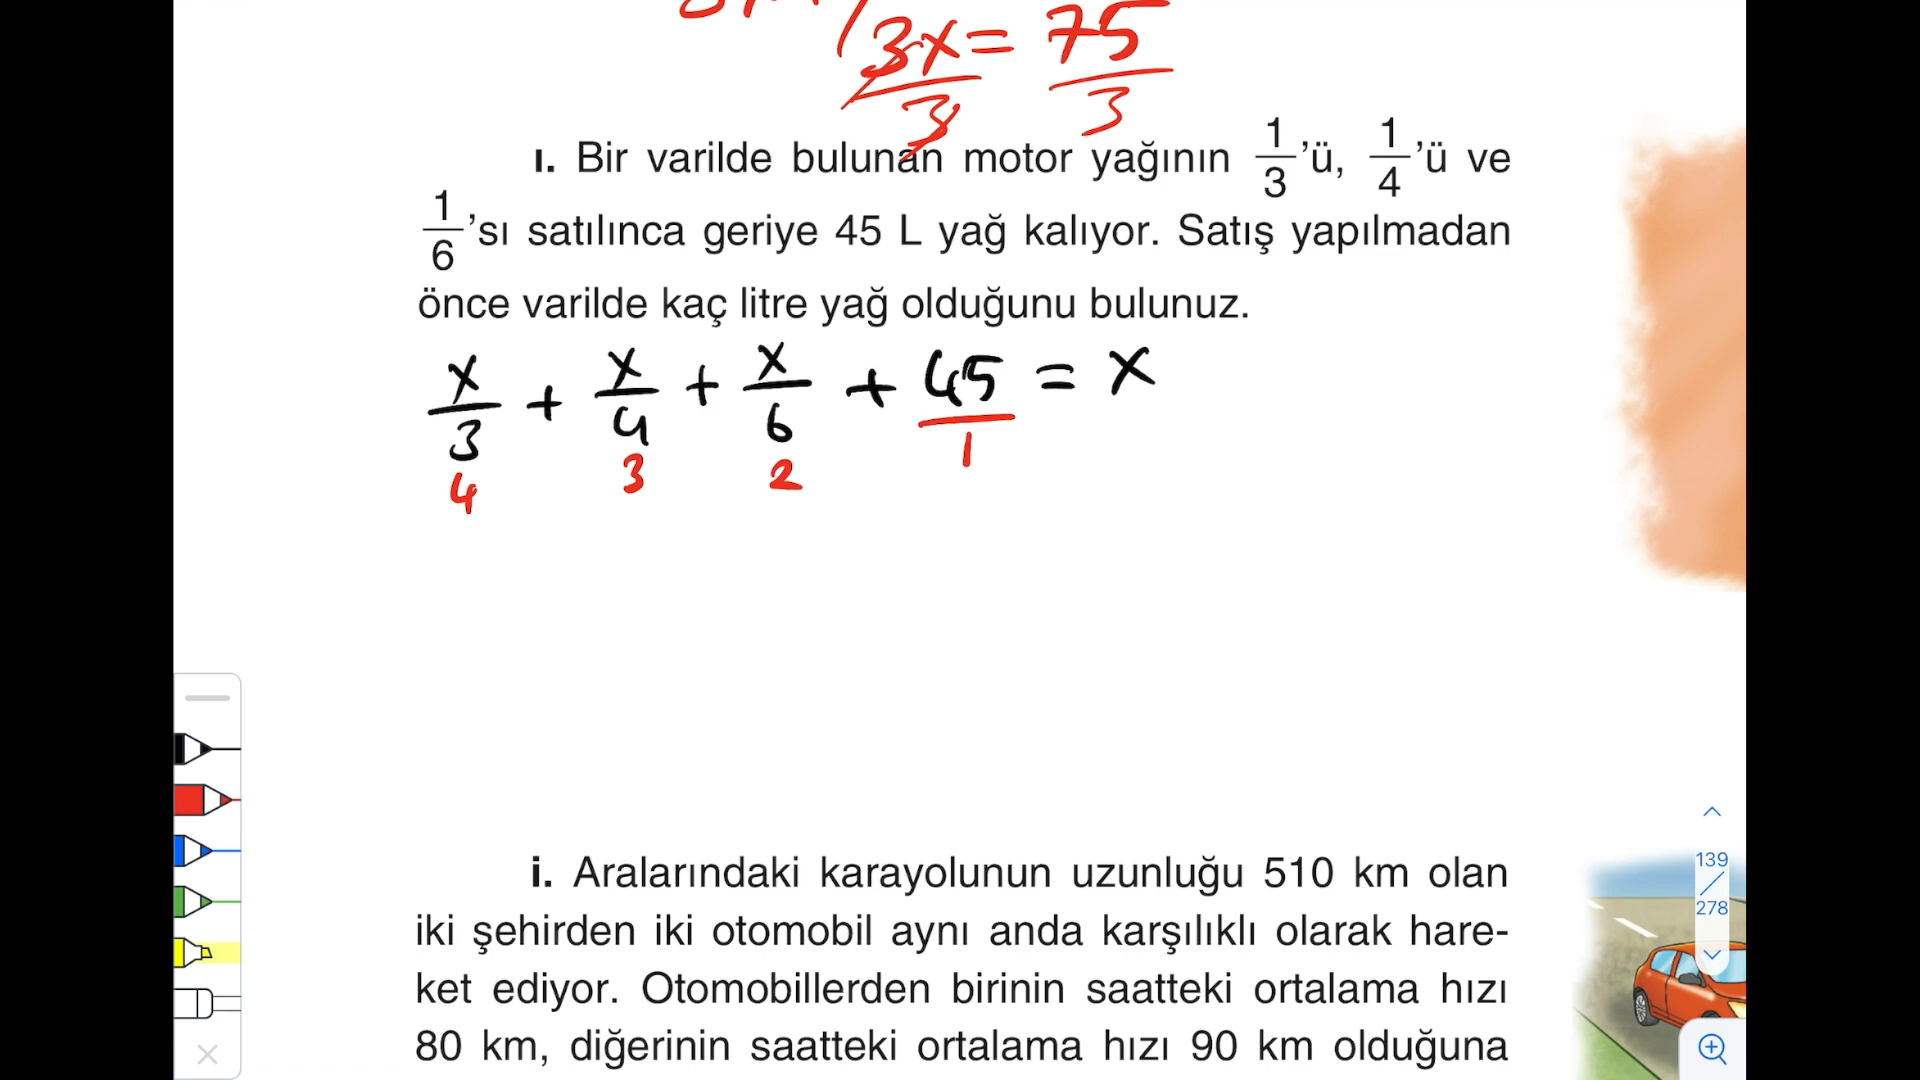 3x = 75
3 3
ı. Bir varilde bulunan motor yağının 1/3'ü, 1/4'ü ve
1/6'sı satılınca geriye 45 L yağ kalıyor. Satış yapılmadan
önce varilde kaç litre yağ olduğunu bulunuz.
x/3 + x/4 + x/6 + 45/1 = x
4 3 2
i. Aralarındaki karayolunun uzunluğu 510 km olan
iki şehirden iki otomobil aynı anda karşılıklı olarak hare-
ket ediyor. Otomobillerden birinin saatteki ortalama hızı
80 km, diğerinin saatteki ortalama hızı 90 km olduğuna
139
278